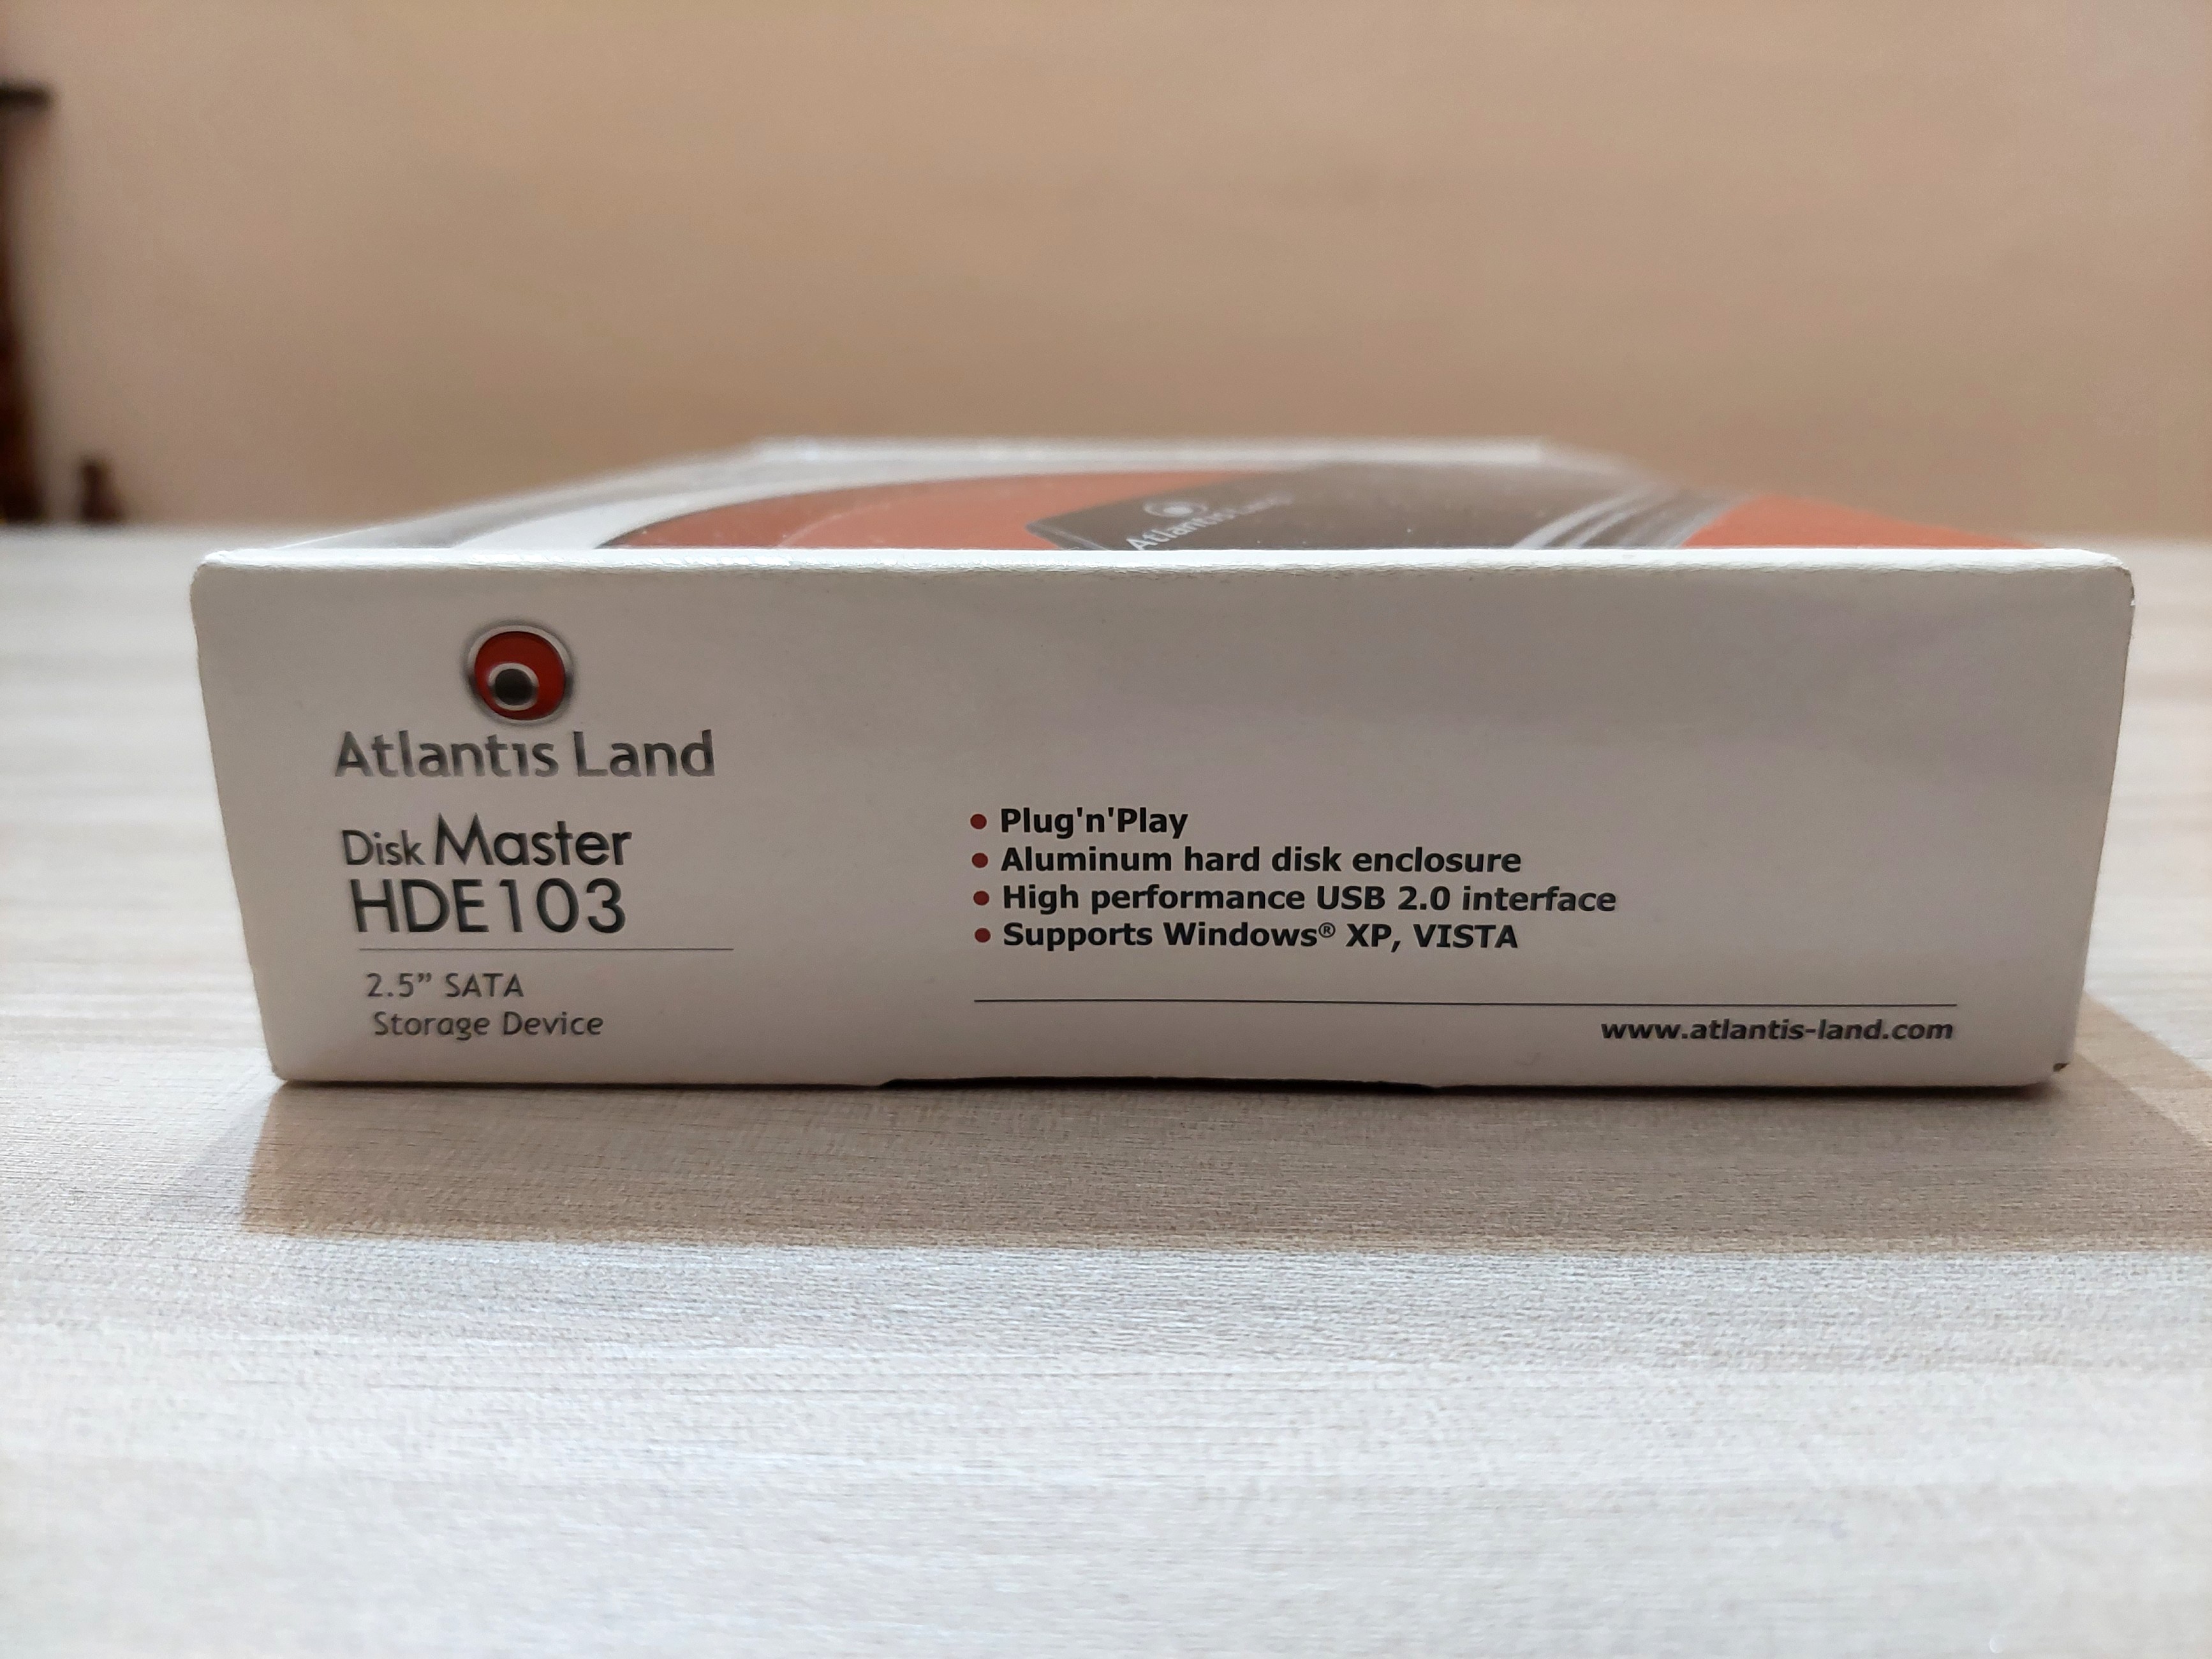 Atlantis Land
Atlantis Land
Disk Master
HDE103
2.5” SATA
Storage Device
• Plug'n'Play
• Aluminum hard disk enclosure
• High performance USB 2.0 interface
• Supports Windows® XP, VISTA
www.atlantis-land.com